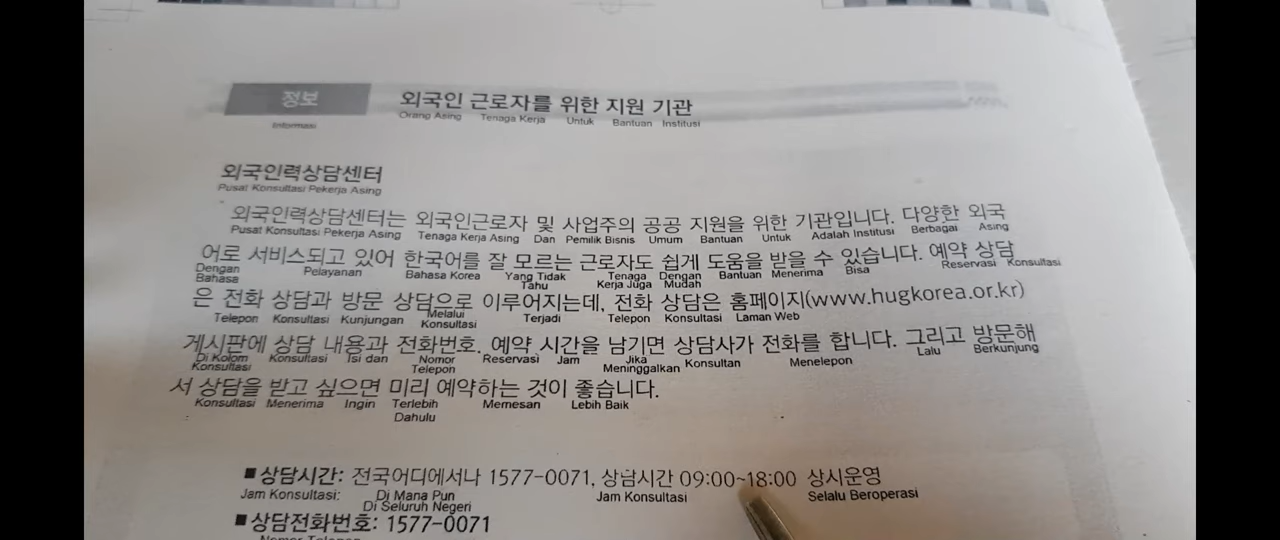 정보 외국인 근로자를 위한 지원 기관
Informasi Orang Asing Tenaga Kerja Untuk Bantuan Institusi
외국인력상담센터
Pusat Konsultasi Pekerja Asing
외국인력상담센터는 외국인근로자 및 사업주의 공공 지원을 위한 기관입니다. 다양한 외국
Pusat Konsultasi Pekerja Asing Tenaga Kerja Asing Dan Pemilik Bisnis Umum Bantuan Untuk Adalah Institusi Berbagai Asing
어로 서비스되고 있어 한국어를 잘 모르는 근로자도 쉽게 도움을 받을 수 있습니다. 예약 상담
Dengan Bahasa Pelayanan Bahasa Korea Yang Tidak Tahu Tenaga Kerja Juga Dengan Mudah Bantuan Menerima Bisa Reservasi Konsultasi
은 전화 상담과 방문 상담으로 이루어지는데, 전화 상담은 홈페이지(www.hugkorea.or.kr)
Telepon Konsultasi Kunjungan Melalui Konsultasi Terjadi Telepon Konsultasi Laman Web
게시판에 상담 내용과 전화번호, 예약 시간을 남기면 상담사가 전화를 합니다. 그리고 방문해
Di Kolom Konsultasi Konsultasi Isi dan Nomor Telepon Reservasi Jam Jika Meninggalkan Konsultan Menelepon Lalu Berkunjung
서 상담을 받고 싶으면 미리 예약하는 것이 좋습니다.
Konsultasi Menerima Ingin Terlebih Dahulu Memesan Lebih Baik
■상담시간: 전국어디에서나 1577-0071, 상담시간 09:00~18:00 상시운영
Jam Konsultasi: Di Mana Pun Di Seluruh Negeri Jam Konsultasi Selalu Beroperasi
■상담전화번호: 1577-0071